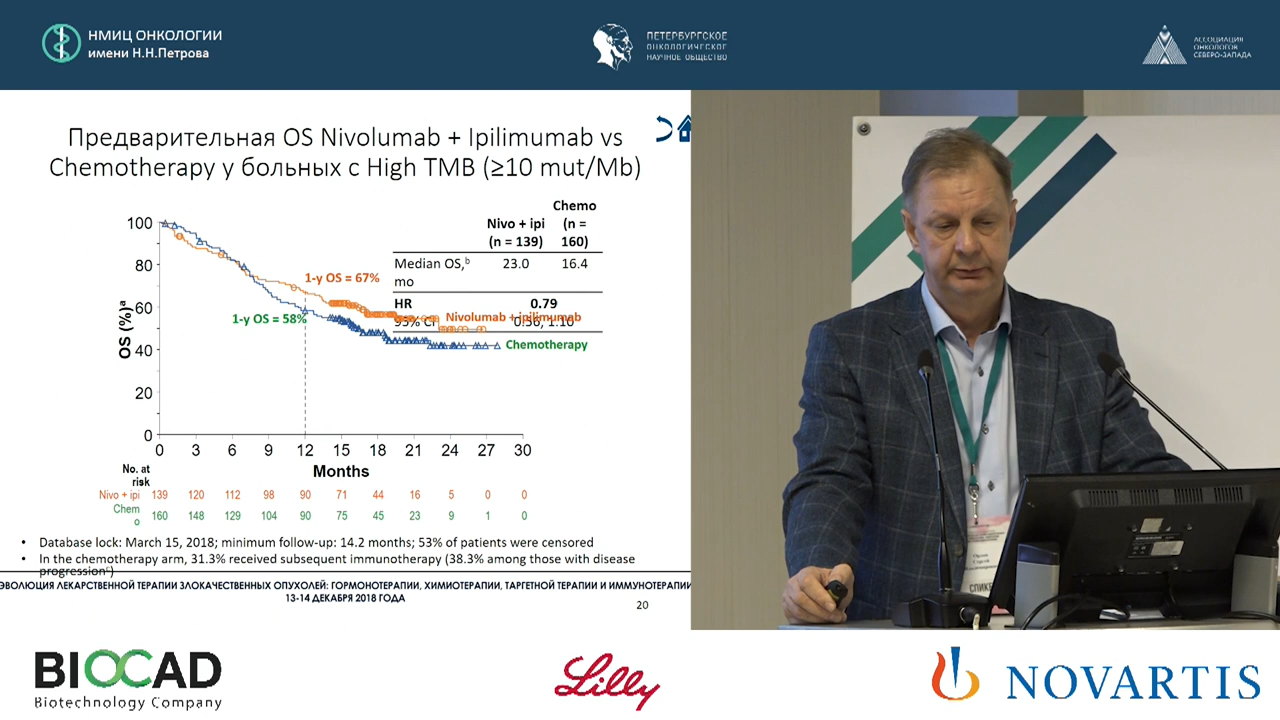 НМИЦ ОНКОЛОГИИ
имени Н.Н.Петрова
ПЕТЕРБУРГСКОЕ
ОНКОЛОГИЧЕСКОЕ
НАУЧНОЕ ОБЩЕСТВО
АССОЦИАЦИЯ
ОНКОЛОГОВ
СЕВЕРО-ЗАПАДА
Предварительная OS Nivolumab + Ipilimumab vs
Chemotherapy у больных с High TMB (≥10 mut/Mb)
Nivo + ipi
(n = 139)
Chemo
(n =
160)
Median OS,ᵇ
mo
23.0
16.4
HR
0.79
95% CI
0.56, 1.10
OS (%)ᵃ
100
80
60
40
20
0
1-y OS = 67%
1-y OS = 58%
Nivolumab + ipilimumab
Chemotherapy
0 3 6 9 12 15 18 21 24 27 30
Months
No. at
risk
Nivo + ipi 139 120 112 98 90 71 44 16 5 0 0
Chem
o
160 148 129 104 90 75 45 23 9 1 0
• Database lock: March 15, 2018; minimum follow-up: 14.2 months; 53% of patients were censored
• In the chemotherapy arm, 31.3% received subsequent immunotherapy (38.3% among those with disease
progressionᶜ)
ЭВОЛЮЦИЯ ЛЕКАРСТВЕННОЙ ТЕРАПИИ ЗЛОКАЧЕСТВЕННЫХ ОПУХОЛЕЙ: ГОРМОНОТЕРАПИИ, ХИМИОТЕРАПИИ, ТАРГЕТНОЙ ТЕРАПИИ И ИММУНОТЕРАПИИ
13-14 ДЕКАБРЯ 2018 ГОДА
20
СПИКЕ
BIOCAD
Biotechnology Company
Lilly
NOVARTIS